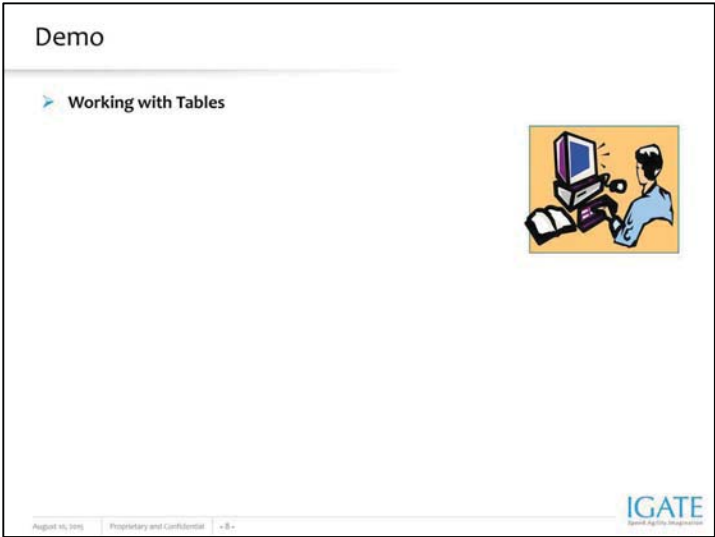 Demo
➢ Working with Tables
IGATE
Speed.Agility.Imagination
August 10, 2015 Proprietary and Confidential - 8 -